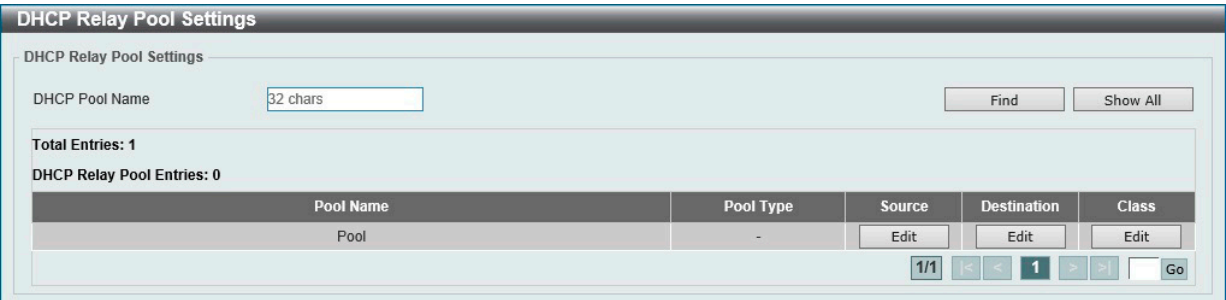 DHCP Relay Pool Settings
DHCP Relay Pool Settings
DHCP Pool Name 32 chars Find Show All
Total Entries: 1
DHCP Relay Pool Entries: 0
Pool Name Pool Type Source Destination Class
Pool - Edit Edit Edit
1/1 |< < 1 > >| Go